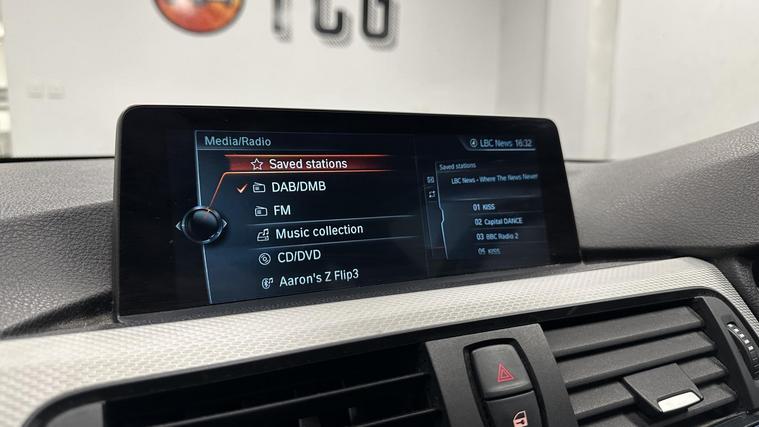 TCG
Media/Radio
LBC News 16:32
Saved stations
DAB/DMB
FM
Music collection
CD/DVD
Aaron's Z Flip3
Saved stations
LBC News - Where The News Never
01 KISS
02 Capital DANCE
03 BBC Radio 2
05 KISS